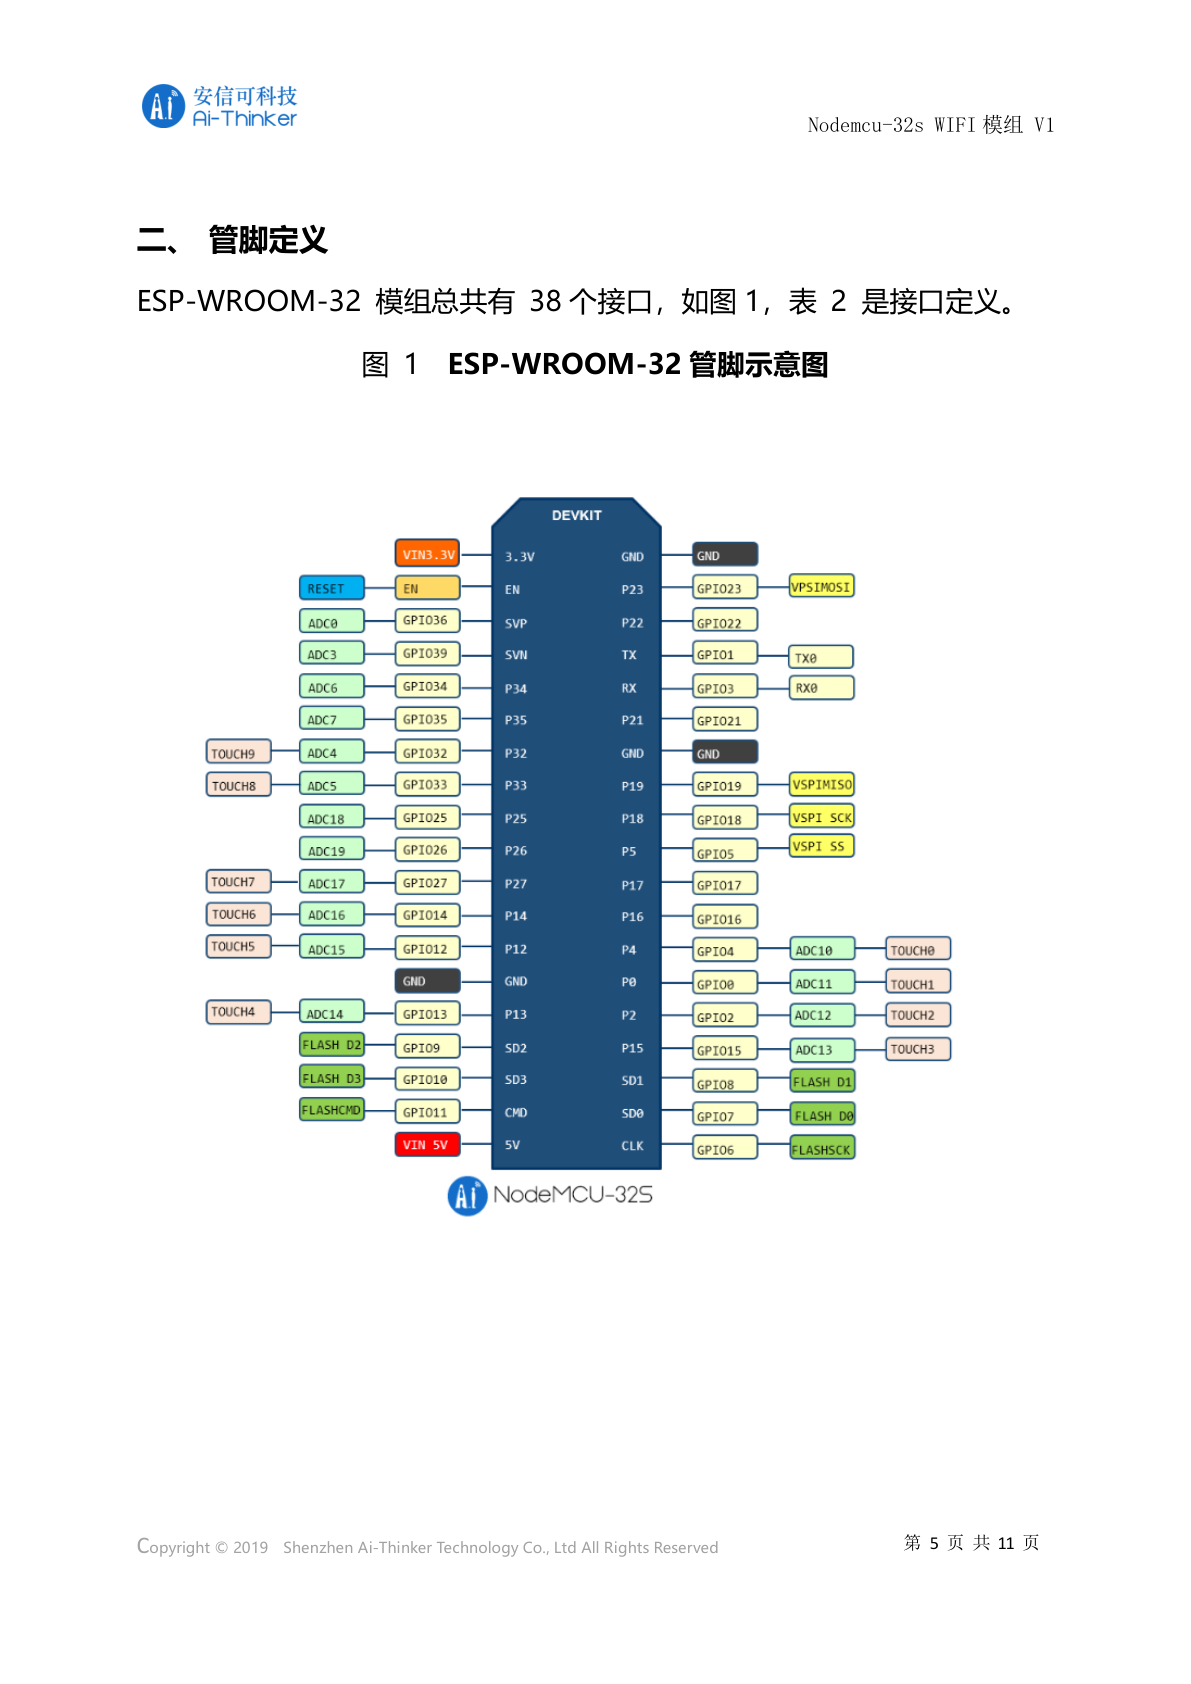 安信可科技
Ai-Thinker
Nodemcu-32s WIFI 模组 V1
二、 管脚定义
ESP-WROOM-32 模组总共有 38 个接口，如图 1，表 2 是接口定义。
图 1 ESP-WROOM-32 管脚示意图
DEVKIT
VIN3.3V 3.3V GND GND
RESET EN EN P23 GPIO23 VPSIMOSI
ADC0 GPIO36 SVP P22 GPIO22
ADC3 GPIO39 SVN TX GPIO1 TX0
ADC6 GPIO34 P34 RX GPIO3 RX0
ADC7 GPIO35 P35 P21 GPIO21
TOUCH9 ADC4 GPIO32 P32 GND GND
TOUCH8 ADC5 GPIO33 P33 P19 GPIO19 VSPIMISO
ADC18 GPIO25 P25 P18 GPIO18 VSPI SCK
ADC19 GPIO26 P26 P5 GPIO5 VSPI SS
TOUCH7 ADC17 GPIO27 P27 P17 GPIO17
TOUCH6 ADC16 GPIO14 P14 P16 GPIO16
TOUCH5 ADC15 GPIO12 P12 P4 GPIO4 ADC10 TOUCH0
GND GND P0 GPIO0 ADC11 TOUCH1
TOUCH4 ADC14 GPIO13 P13 P2 GPIO2 ADC12 TOUCH2
FLASH D2 GPIO9 SD2 P15 GPIO15 ADC13 TOUCH3
FLASH D3 GPIO10 SD3 SD1 GPIO8 FLASH D1
FLASHCMD GPIO11 CMD SD0 GPIO7 FLASH D0
VIN 5V 5V CLK GPIO6 FLASHSCK
Ai NodeMCU-32S
Copyright © 2019 Shenzhen Ai-Thinker Technology Co., Ltd All Rights Reserved
第 5 页 共 11 页